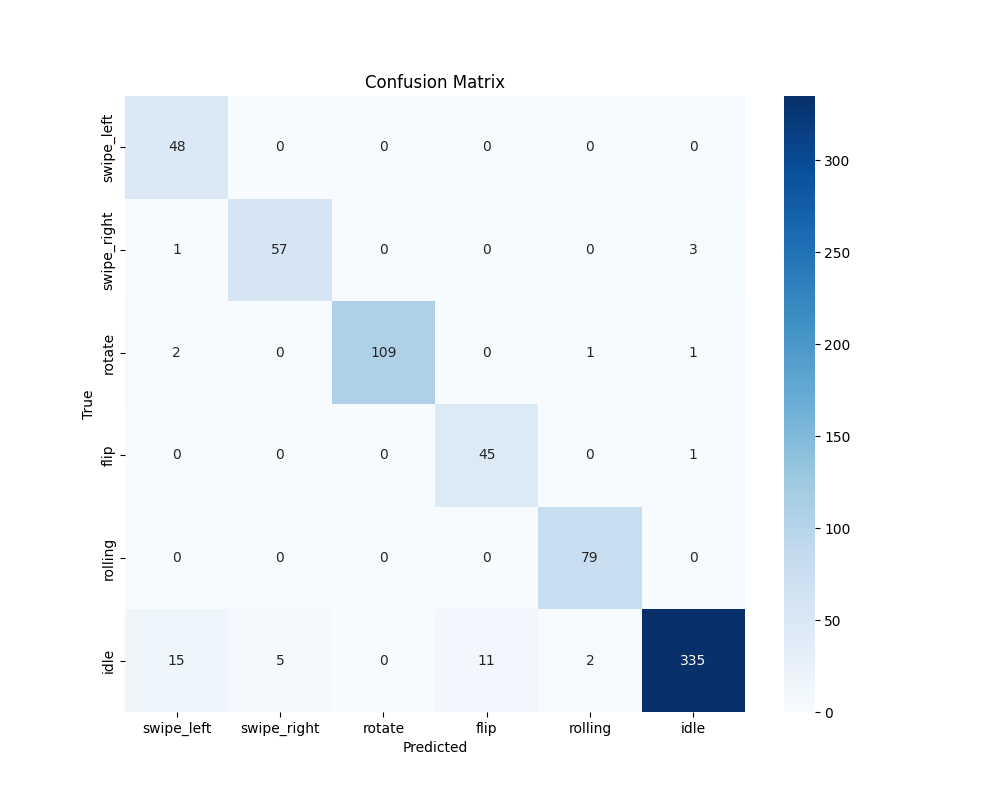 Confusion Matrix
swipe_left 48 0 0 0 0 0
swipe_right 1 57 0 0 0 3
rotate 2 0 109 0 1 1
flip 0 0 0 45 0 1
rolling 0 0 0 0 79 0
idle 15 5 0 11 2 335
swipe_left swipe_right rotate flip rolling idle
Predicted
True
300
250
200
150
100
50
0